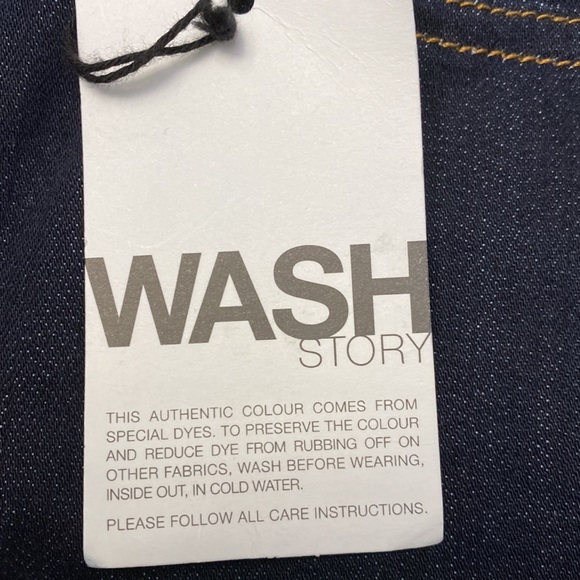 WASH
STORY
THIS AUTHENTIC COLOUR COMES FROM
SPECIAL DYES. TO PRESERVE THE COLOUR
AND REDUCE DYE FROM RUBBING OFF ON
OTHER FABRICS, WASH BEFORE WEARING,
INSIDE OUT, IN COLD WATER.
PLEASE FOLLOW ALL CARE INSTRUCTIONS.